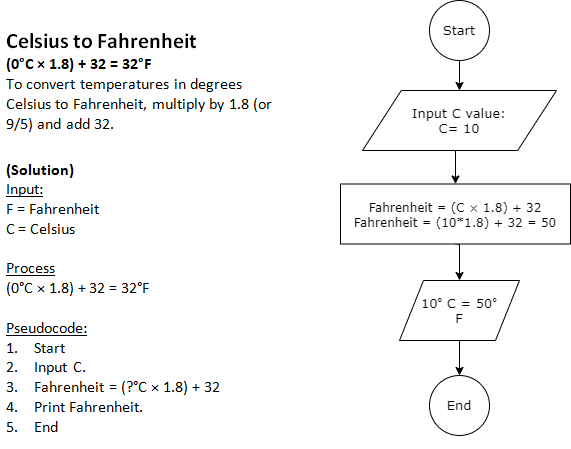 Celsius to Fahrenheit
(0°C × 1.8) + 32 = 32°F
To convert temperatures in degrees
Celsius to Fahrenheit, multiply by 1.8 (or
9/5) and add 32.
(Solution)
Input:
F = Fahrenheit
C = Celsius
Process
(0°C × 1.8) + 32 = 32°F
Pseudocode:
1. Start
2. Input C.
3. Fahrenheit = (?°C × 1.8) + 32
4. Print Fahrenheit.
5. End
Start
Input C value:
C= 10
Fahrenheit = (C × 1.8) + 32
Fahrenheit = (10*1.8) + 32 = 50
10° C = 50°
F
End